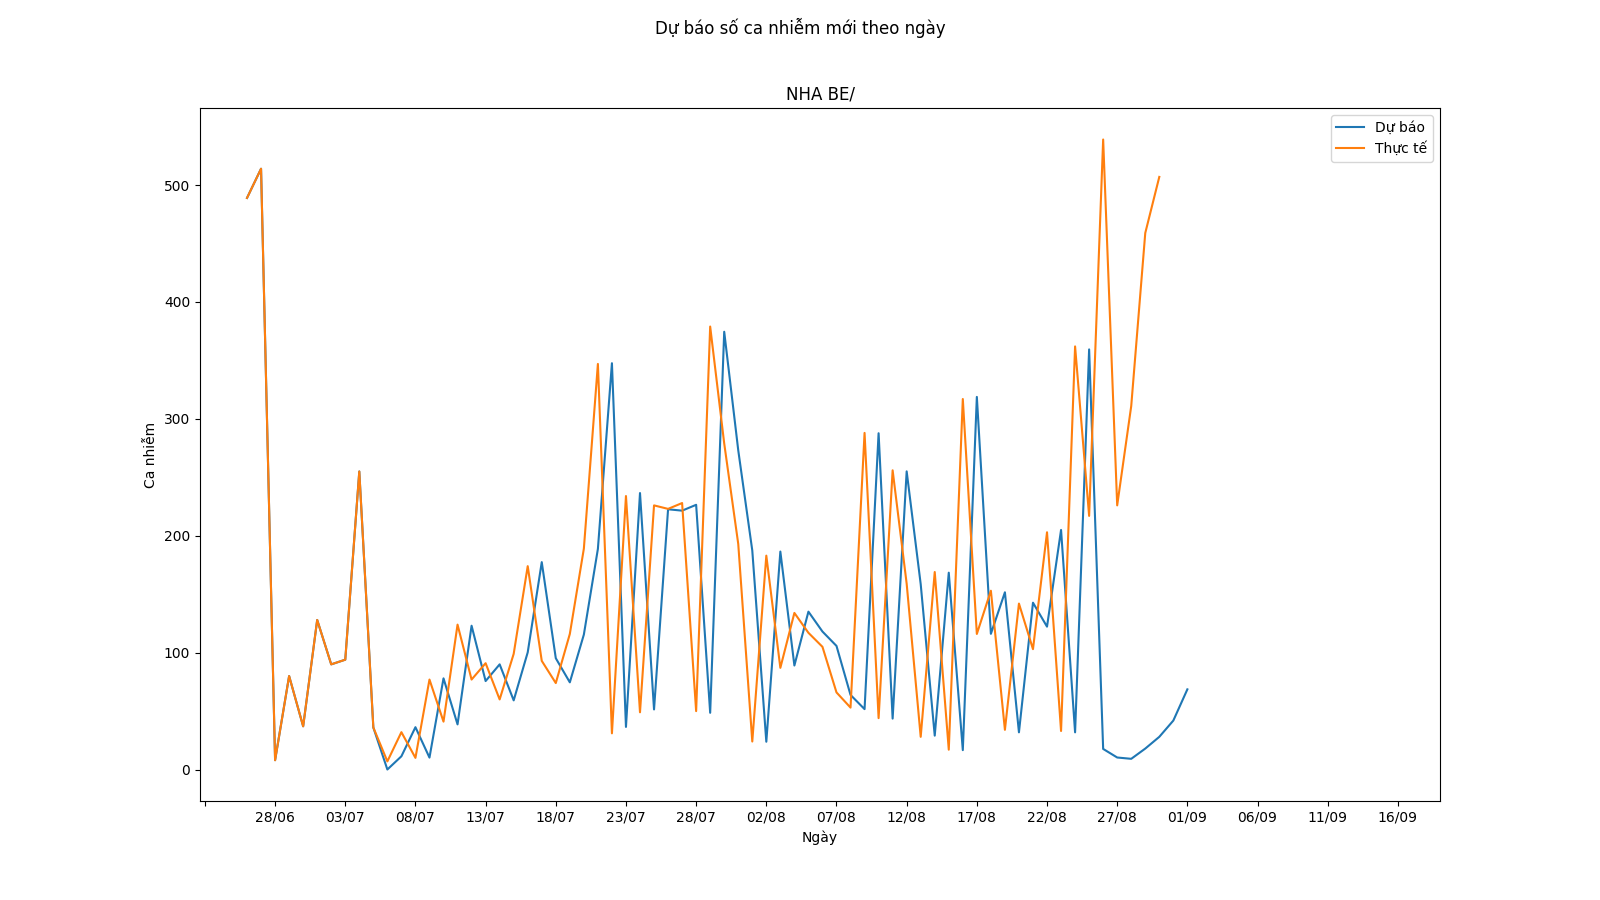 Dự báo số ca nhiễm mới theo ngày
NHA BE/
Dự báo
Thực tế
500
400
300
200
100
0
Ca nhiễm
28/06 03/07 08/07 13/07 18/07 23/07 28/07 02/08 07/08 12/08 17/08 22/08 27/08 01/09 06/09 11/09 16/09
Ngày